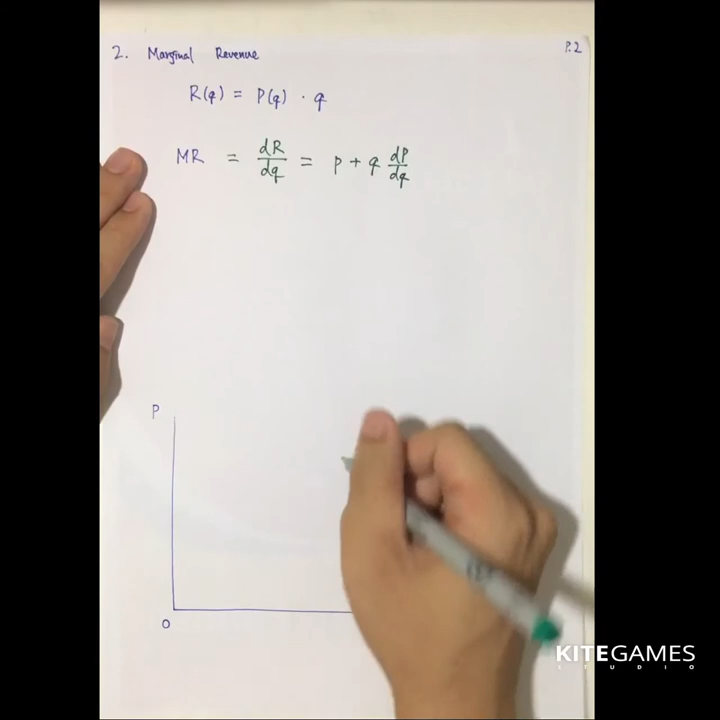 2. Marginal Revenue P.2
R(q) = P(q) · q
MR = dR/dq = P + q dP/dq
P
0
KITEGAMES
STUDIO